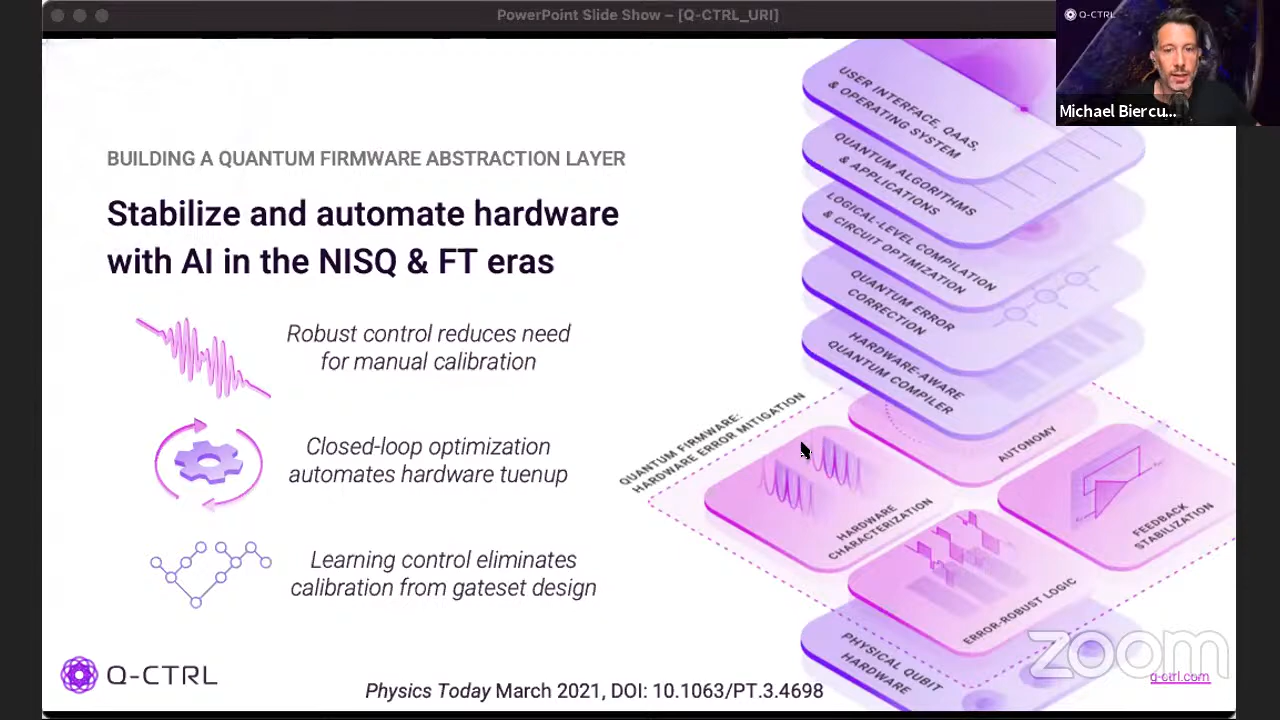 PowerPoint Slide Show – [Q-CTRL_URI]
Q-CTRL
Michael Biercu...
BUILDING A QUANTUM FIRMWARE ABSTRACTION LAYER
Stabilize and automate hardware
with AI in the NISQ & FT eras
Robust control reduces need
for manual calibration
Closed-loop optimization
automates hardware tuenup
Learning control eliminates
calibration from gateset design
USER INTERFACE, QAAS,
& OPERATING SYSTEM
QUANTUM ALGORITHMS
& APPLICATIONS
LOGICAL-LEVEL COMPILATION
& CIRCUIT OPTIMIZATION
QUANTUM ERROR
CORRECTION
HARDWARE-AWARE
QUANTUM COMPILER
QUANTUM FIRMWARE:
HARDWARE ERROR MITIGATION
AUTONOMY
HARDWARE
CHARACTERIZATION
FEEDBACK
STABILIZATION
ERROR-ROBUST LOGIC
PHYSICAL QUBIT
HARDWARE
Q-CTRL
Physics Today March 2021, DOI: 10.1063/PT.3.4698
zoom
q-ctrl.com